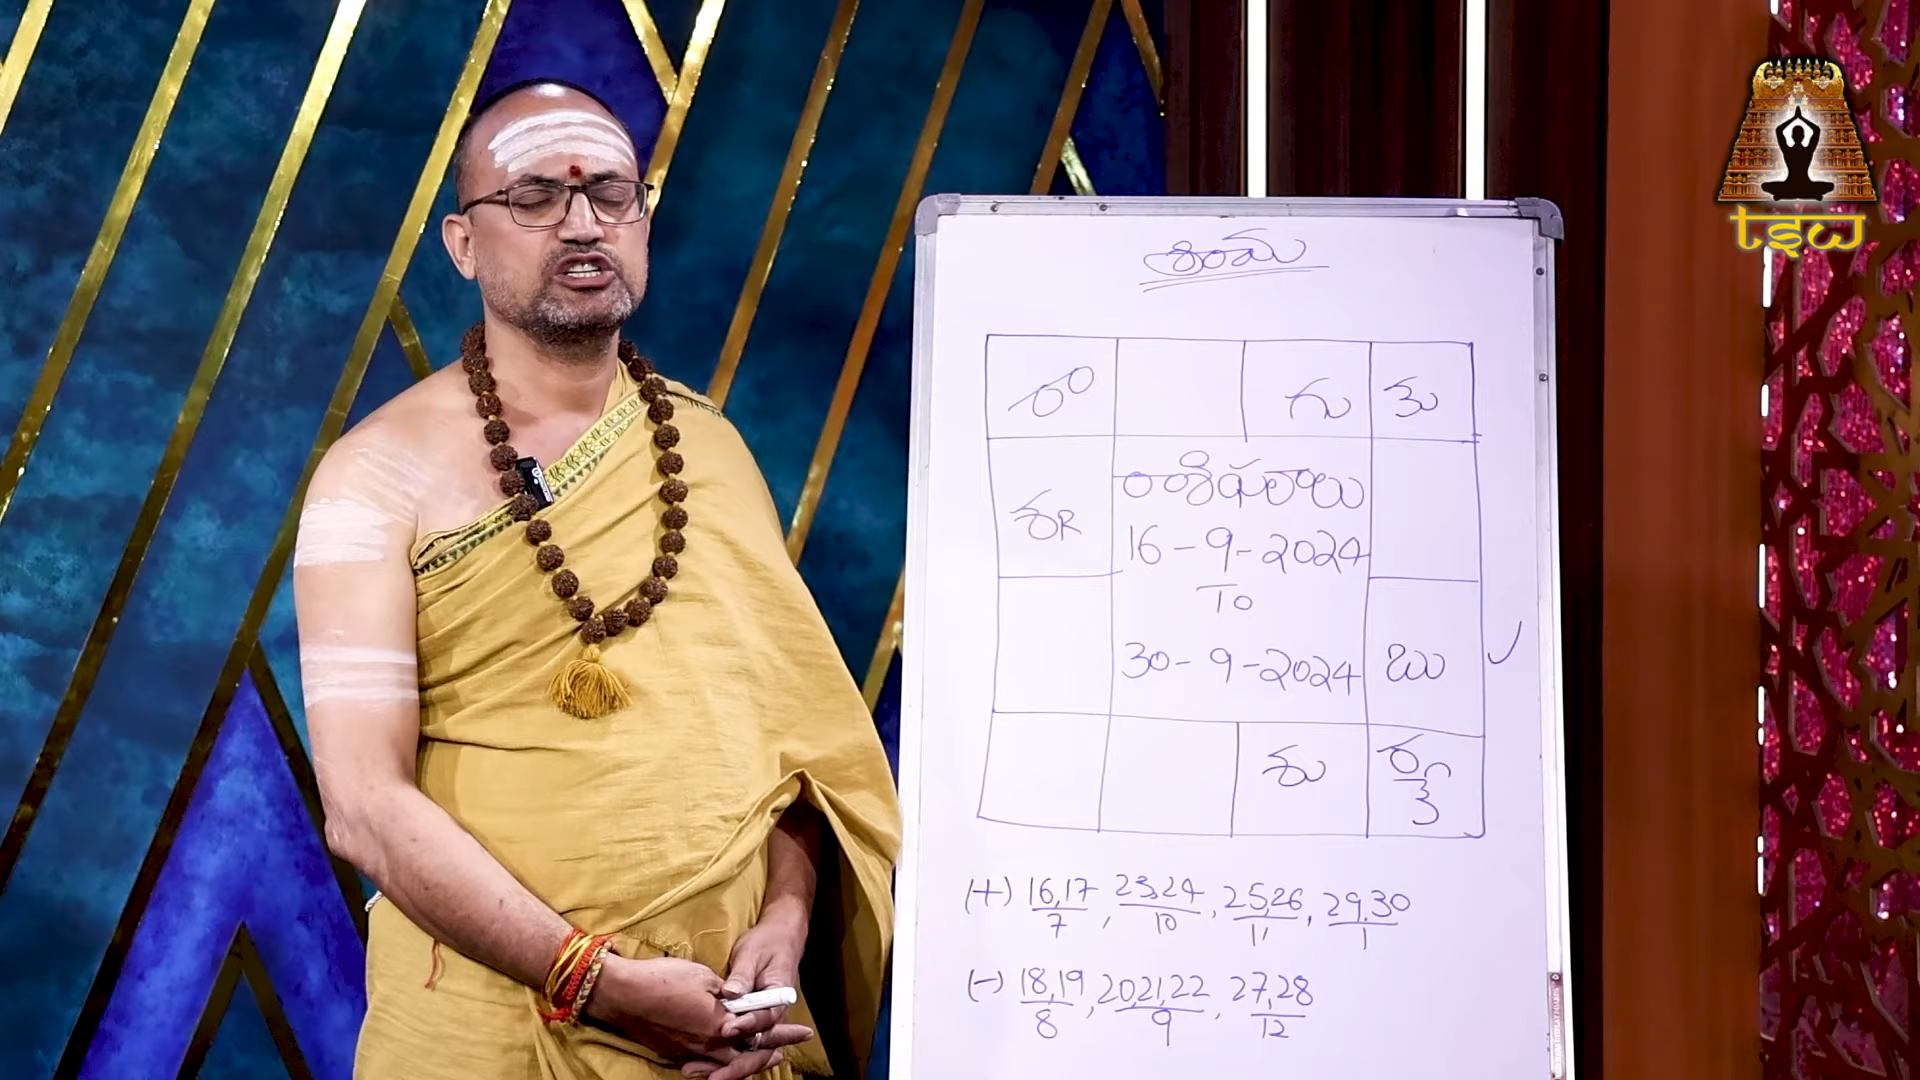 సింహ
రా గు కు
రాశిఫలాలు
శR
16-9-2024
To
30-9-2024 బు
శు ర
కే
(+) 16,17, 23,24, 25,26, 29,30
7 10 11 1
(-) 18,19, 20,21,22, 27,28
8 9 12
tsw